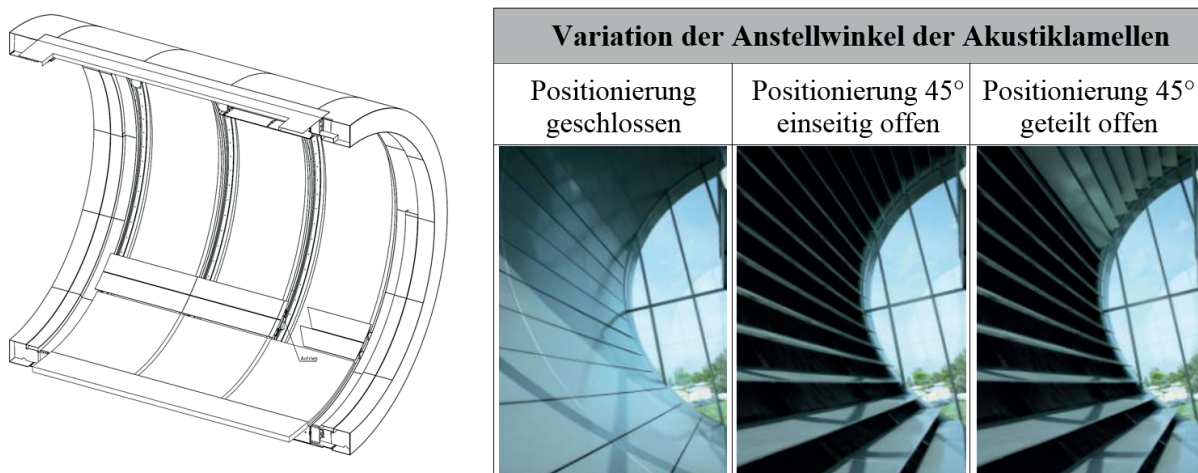 Variation der Anstellwinkel der Akustiklamellen
Positionierung
geschlossen
Positionierung 45°
einseitig offen
Positionierung 45°
geteilt offen
Antrieb